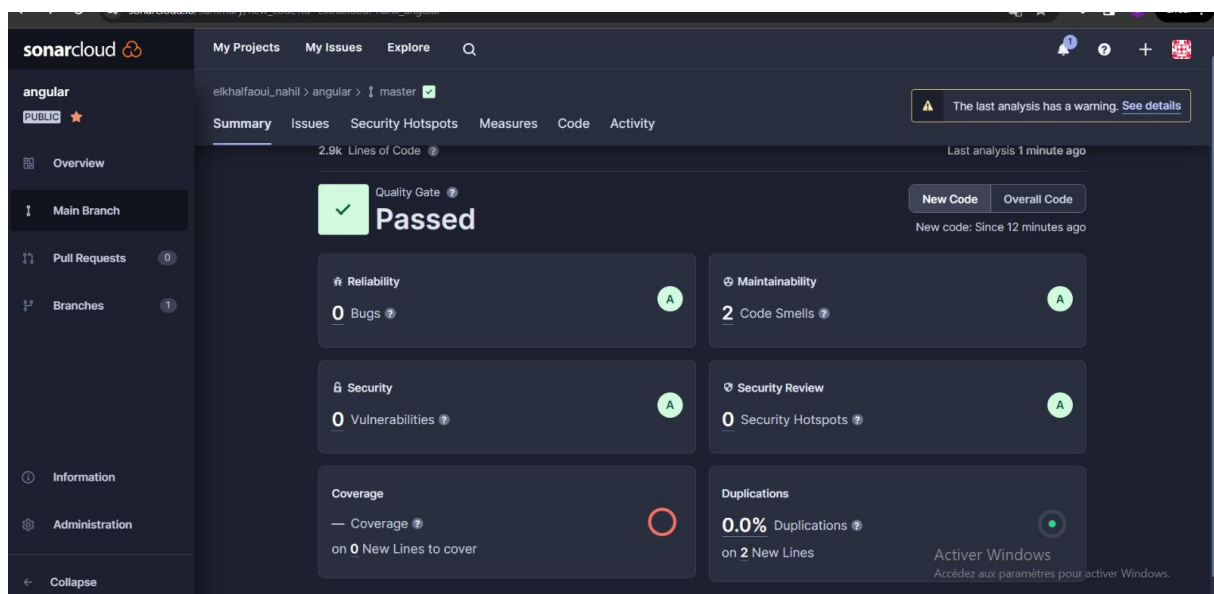 sonarcloud
My Projects My Issues Explore
1
angular
PUBLIC
elkhalfaoui_nahil > angular > master
The last analysis has a warning. See details
Summary Issues Security Hotspots Measures Code Activity
Overview
Main Branch
Pull Requests 0
Branches 1
Information
Administration
Collapse
2.9k Lines of Code ?
Last analysis 1 minute ago
Quality Gate ?
Passed
New Code Overall Code
New code: Since 12 minutes ago
Reliability
0 Bugs ?
A
Maintainability
2 Code Smells ?
A
Security
0 Vulnerabilities ?
A
Security Review
0 Security Hotspots ?
A
Coverage
— Coverage ?
on 0 New Lines to cover
Duplications
0.0% Duplications ?
on 2 New Lines
Activer Windows
Accédez aux paramètres pour activer Windows.